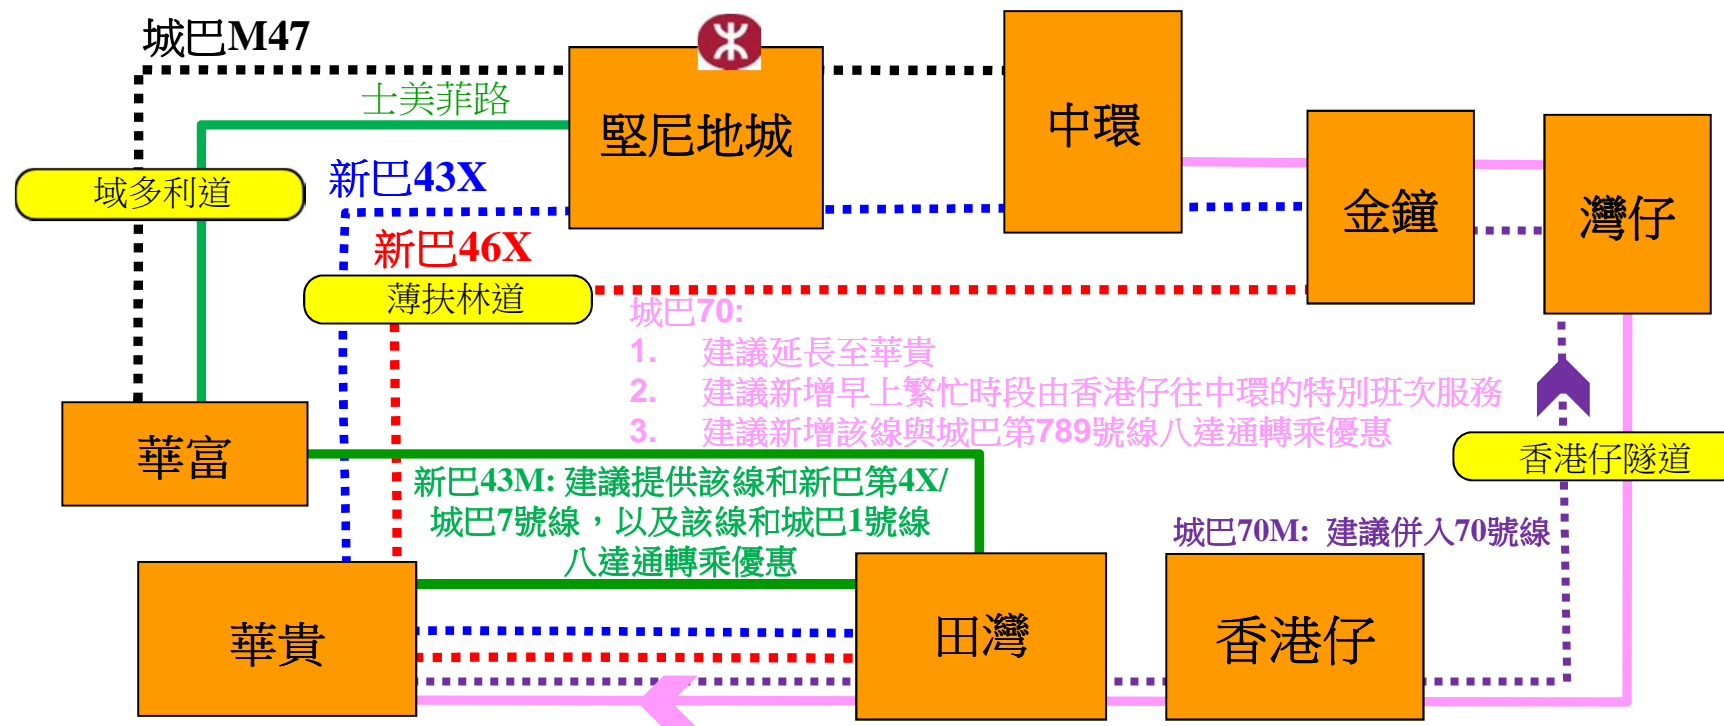 城巴M47
士美菲路
堅尼地城
中環
金鐘
灣仔
域多利道
新巴43X
新巴46X
薄扶林道
城巴70:
1. 建議延長至華貴
2. 建議新增早上繁忙時段由香港仔往中環的特別班次服務
3. 建議新增該線與城巴第789號線八達通轉乘優惠
華富
香港仔隧道
新巴43M: 建議提供該線和新巴第4X/
城巴7號線，以及該線和城巴1號線
八達通轉乘優惠
城巴70M: 建議併入70號線
華貴
田灣
香港仔